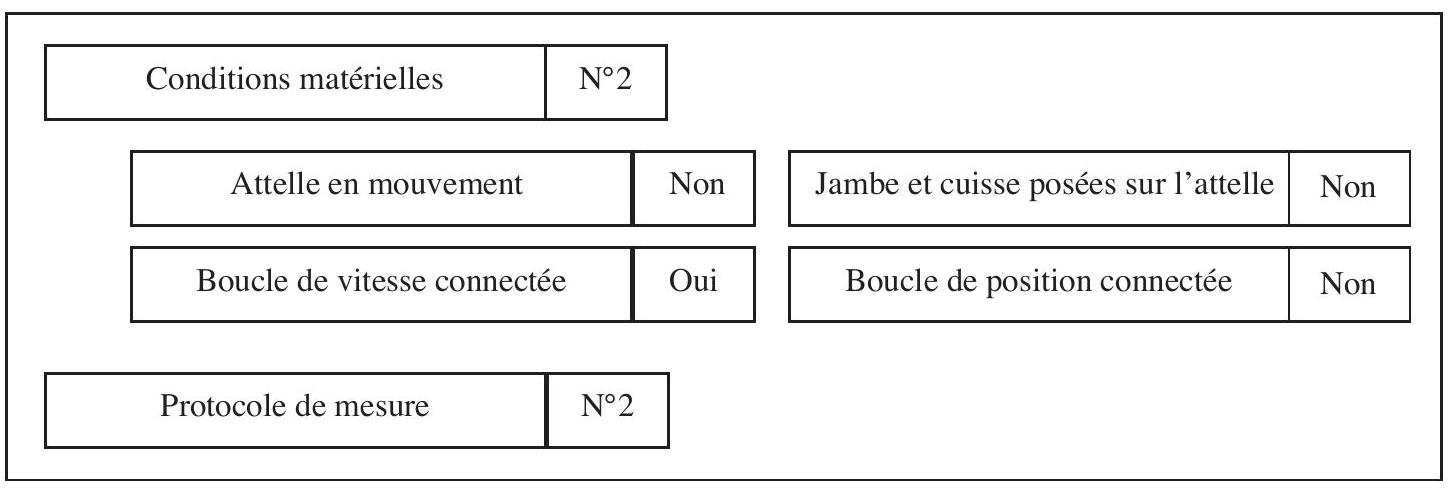 Conditions matérielles N°2
Attelle en mouvement Non Jambe et cuisse posées sur l'attelle Non
Boucle de vitesse connectée Oui Boucle de position connectée Non
Protocole de mesure N°2